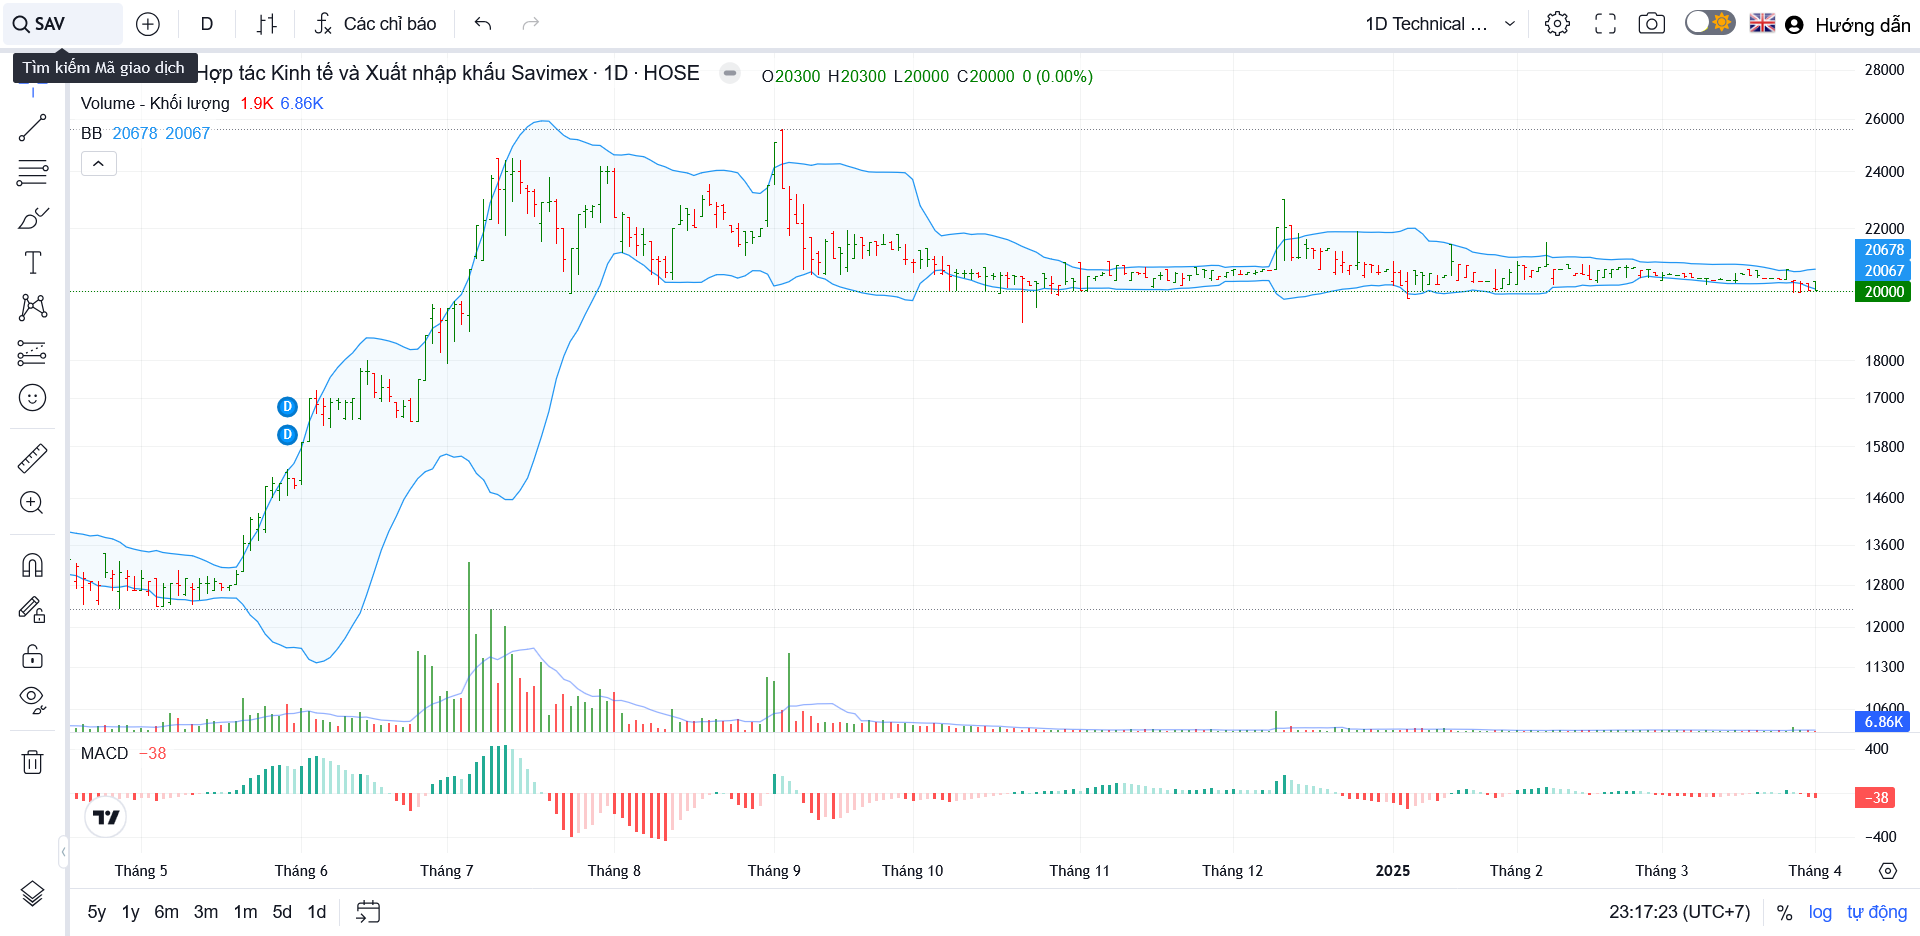 SAV
D
Các chỉ báo
1D Technical ...
Hướng dẫn
Tìm kiếm Mã giao dịch
Hợp tác Kinh tế và Xuất nhập khẩu Savimex · 1D · HOSE
O20300 H20300 L20000 C20000 0 (0.00%)
Volume - Khối lượng 1.9K 6.86K
BB 20678 20067
28000
26000
24000
22000
20678
20067
20000
18000
17000
15800
14600
13600
12800
12000
11300
10600
6.86K
D
D
MACD −38
400
−38
−400
Tháng 5 Tháng 6 Tháng 7 Tháng 8 Tháng 9 Tháng 10 Tháng 11 Tháng 12 2025 Tháng 2 Tháng 3 Tháng 4
5y 1y 6m 3m 1m 5d 1d
23:17:23 (UTC+7) % log tự động